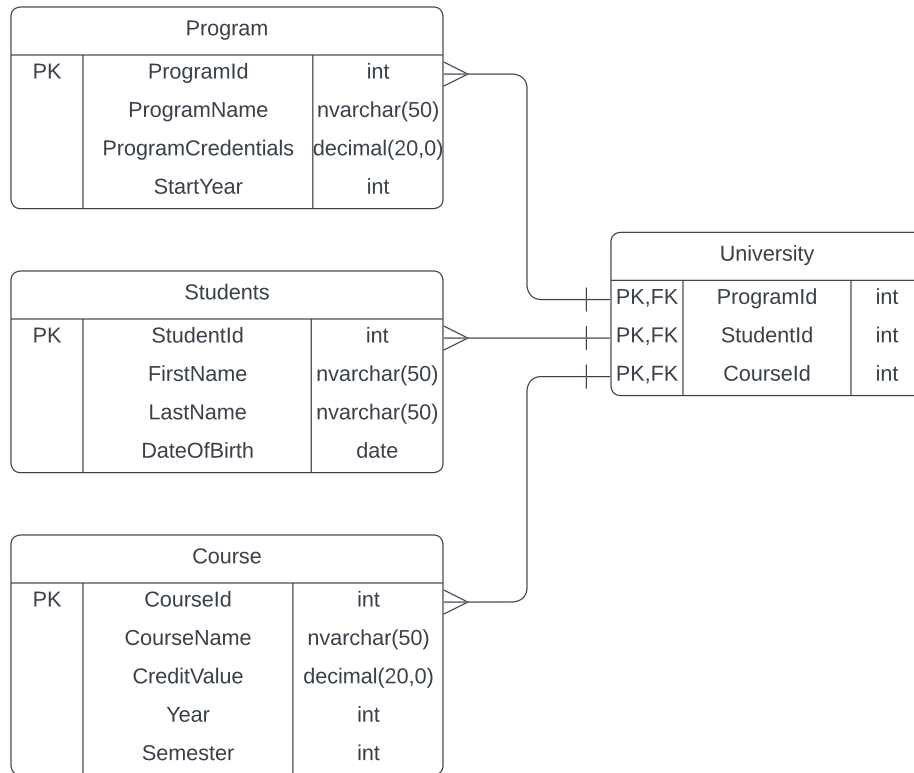 Program
PK ProgramId int
ProgramName nvarchar(50)
ProgramCredentials decimal(20,0)
StartYear int
Students
PK StudentId int
FirstName nvarchar(50)
LastName nvarchar(50)
DateOfBirth date
Course
PK CourseId int
CourseName nvarchar(50)
CreditValue decimal(20,0)
Year int
Semester int
University
PK,FK ProgramId int
PK,FK StudentId int
PK,FK CourseId int